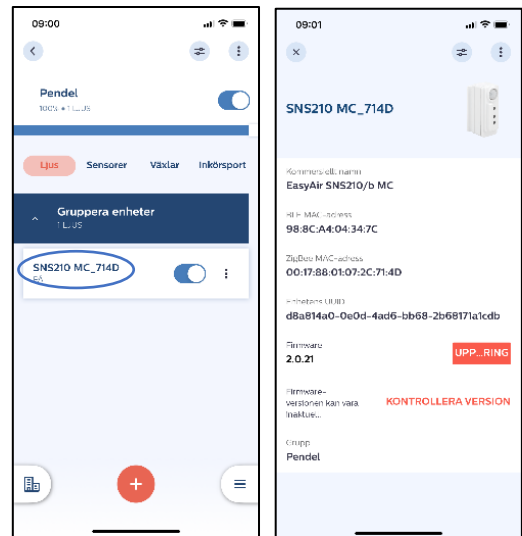 09:00
Pendel
100% • 1 LJUS
Ljus Sensorer Växlar Inkörsport
Gruppera enheter
1 LJUS
SNS210 MC_714D
PÅ
09:01
SNS210 MC_714D
Kommersiellt namn
EasyAir SNS210/b MC
BLE MAC-adress
98:8C:A4:04:34:7C
ZigBee MAC-adress
00:17:88:01:07:2C:71:4D
Enhetens UUID
d8a814a0-0e0d-4ad6-bb68-2b68171a1cdb
Firmware
2.0.21
UPP...RING
Firmware-
versionen kan vara
inaktue...
KONTROLLERA VERSION
Grupp
Pendel